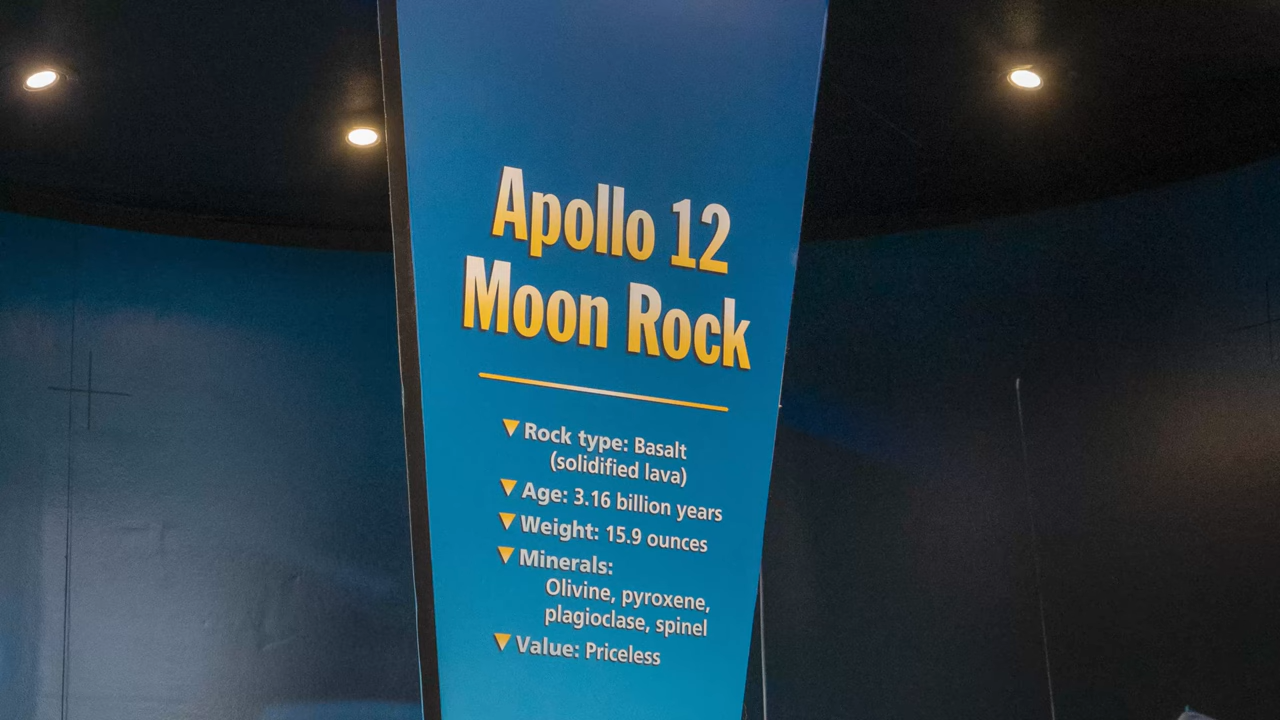 Apollo 12
Moon Rock
Rock type: Basalt
(solidified lava)
Age: 3.16 billion years
Weight: 15.9 ounces
Minerals:
Olivine, pyroxene,
plagioclase, spinel
Value: Priceless